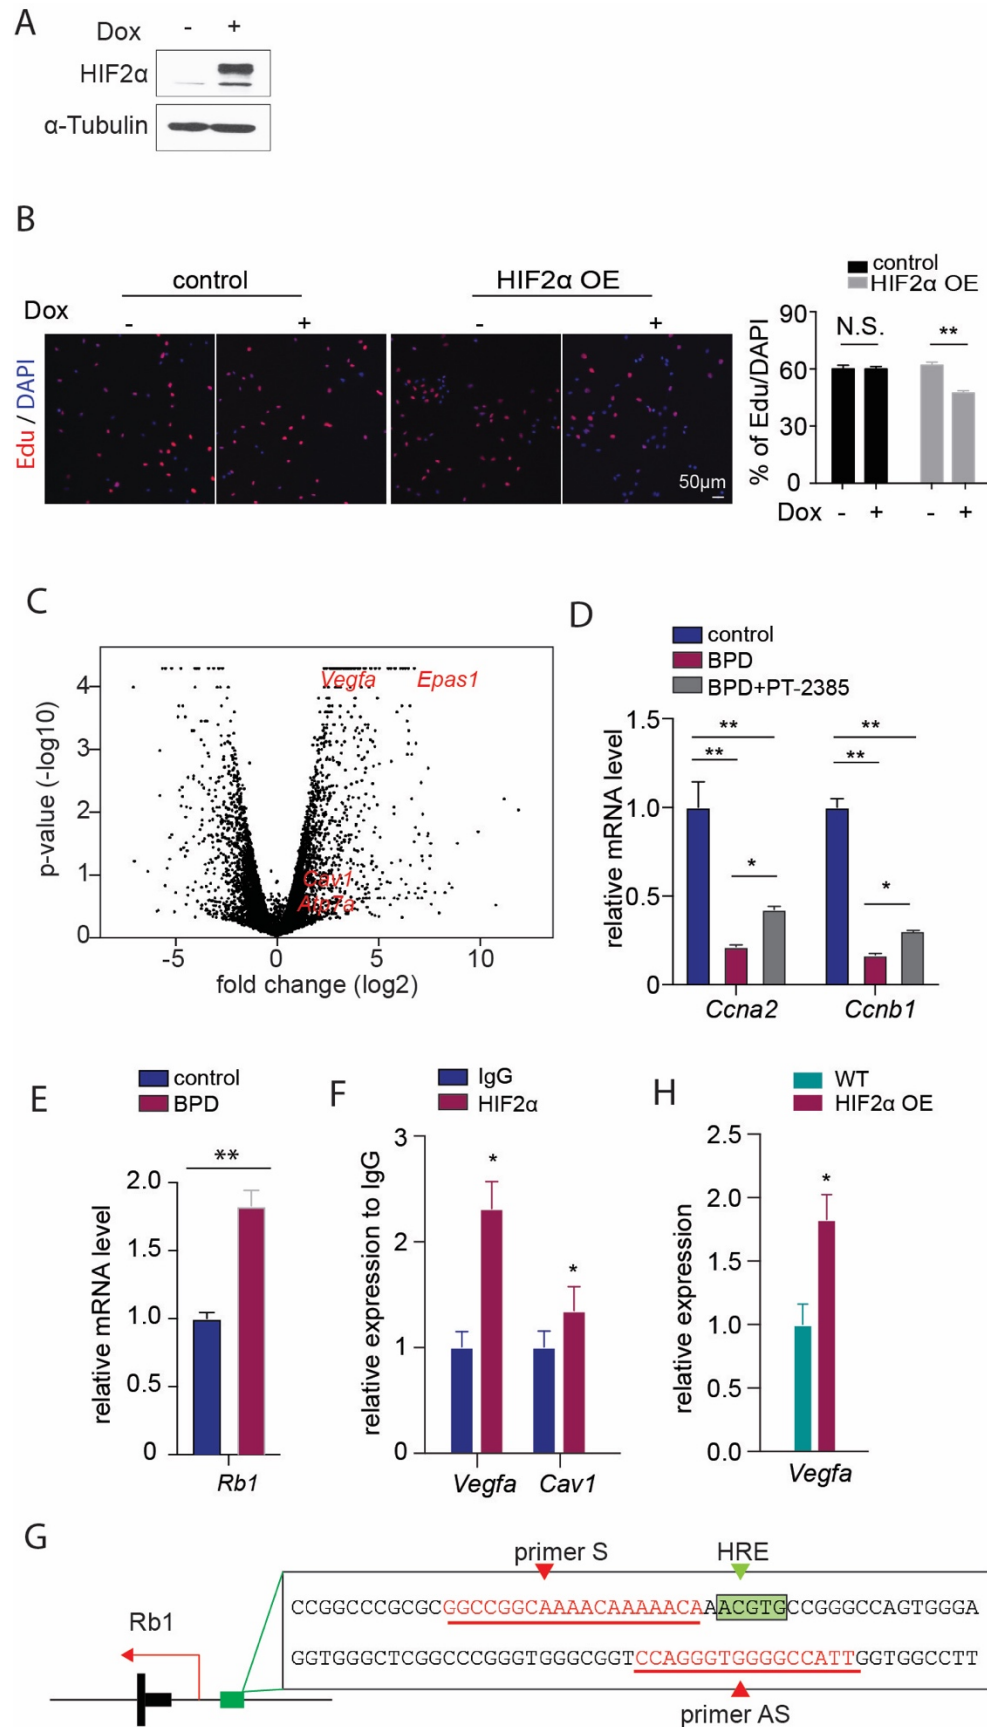 A
Dox - +
HIF2α
α-Tubulin
B
control HIF2α OE
Dox - + - +
Edu / DAPI
50µm
control
HIF2α OE
% of Edu/DAPI
90
60
30
0
N.S. **
Dox - + - +
C
p-value (-log10)
4
3
2
1
0
Vegfa Epas1
Cav1
Atp7a
-5 0 5 10
fold change (log2)
D
control
BPD
BPD+PT-2385
relative mRNA level
1.5
1.0
0.5
0
** **
** **
* *
Ccna2 Ccnb1
E
control
BPD
relative mRNA level
2.0
1.5
1.0
0.5
0
**
Rb1
F
IgG
HIF2α
relative expression to IgG
3
2
1
0
* *
Vegfa Cav1
H
WT
HIF2α OE
relative expression
2.5
2.0
1.5
1.0
0.5
0.0
*
Vegfa
G
Rb1
primer S HRE
CCGGCCCGCGCGGCCGGCAAAACAAAAACAAACGTGCCGGGCCAGTGGGA
GGTGGGCTCGGCCCGGGTGGGCGGTCCAGGGTGGGGCCATTGGTGGCCTT
primer AS